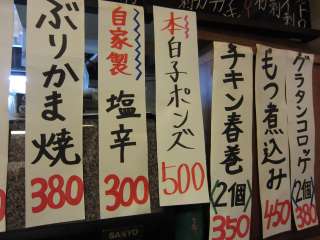 ぶりかま焼
380
自家製
塩辛
300
本白子ポンズ
500
チキン春巻
(2個)
350
もつ煮込み
450
グラタンコロッケ
(2個)
380
SANYO